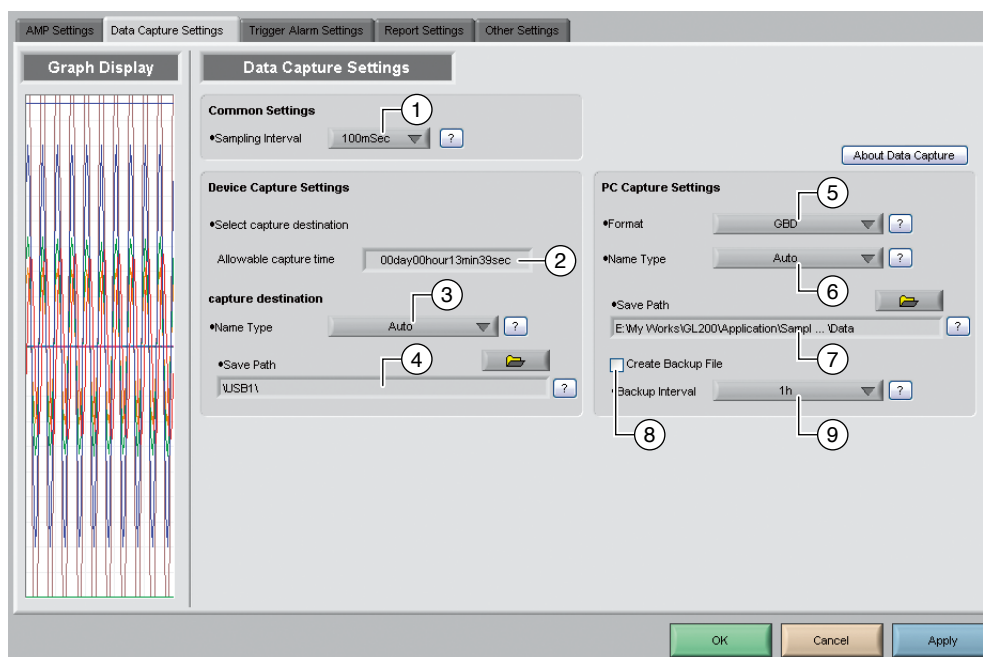 AMP Settings Data Capture Settings Trigger Alarm Settings Report Settings Other Settings
Graph Display
Data Capture Settings
Common Settings
1
•Sampling Interval 100mSec ?
About Data Capture
Device Capture Settings
•Select capture destination
Allowable capture time 00day00hour13min39sec 2
capture destination
3
•Name Type Auto ?
•Save Path
4
\USB1\ ?
PC Capture Settings
5
•Format GBD ?
•Name Type Auto ?
6
•Save Path
E:\My Works\GL200\Application\Sampl ... \Data ?
7
Create Backup File
•Backup Interval 1h ?
8 9
OK Cancel Apply